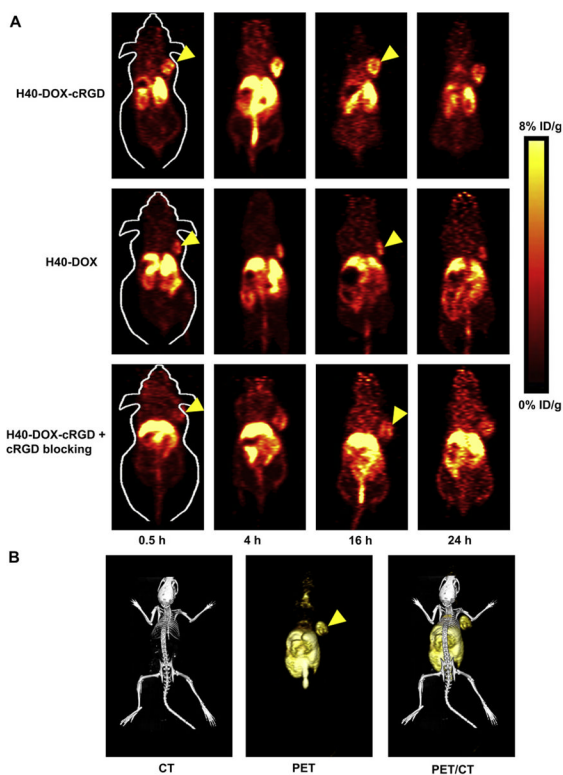 A
H40-DOX-cRGD
8% ID/g
H40-DOX
0% ID/g
H40-DOX-cRGD +
cRGD blocking
0.5 h
4 h
16 h
24 h
B
CT
PET
PET/CT